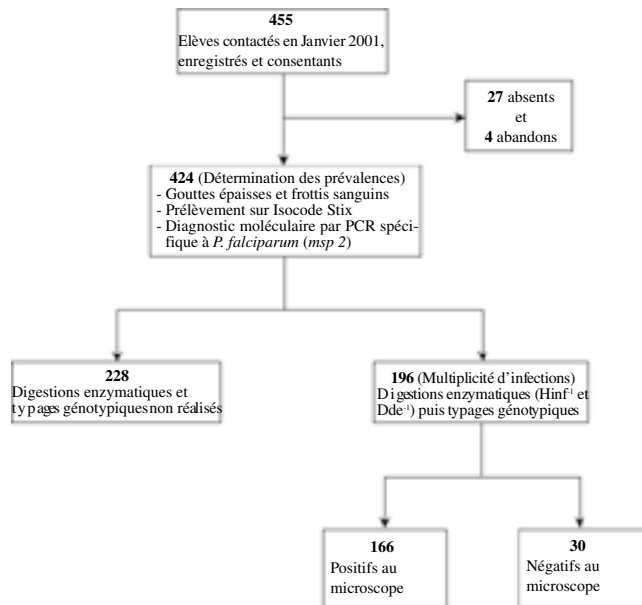 455
Elèves contactés en Janvier 2001,
enregistrés et consentants
27 absents
et
4 abandons
424 (Détermination des prévalences)
- Gouttes épaisses et frottis sanguins
- Prélèvement sur Isocode Stix
- Diagnostic moléculaire par PCR spéci-
fique à P. falciparum (msp 2)
228
Digestions enzymatiques et
typages génotypiques non réalisés
196 (Multiplicité d'infections)
Digestions enzymatiques (Hinf⁻¹ et
Dde⁻¹) puis typages génotypiques
166
Positifs au
microscope
30
Négatifs au
microscope